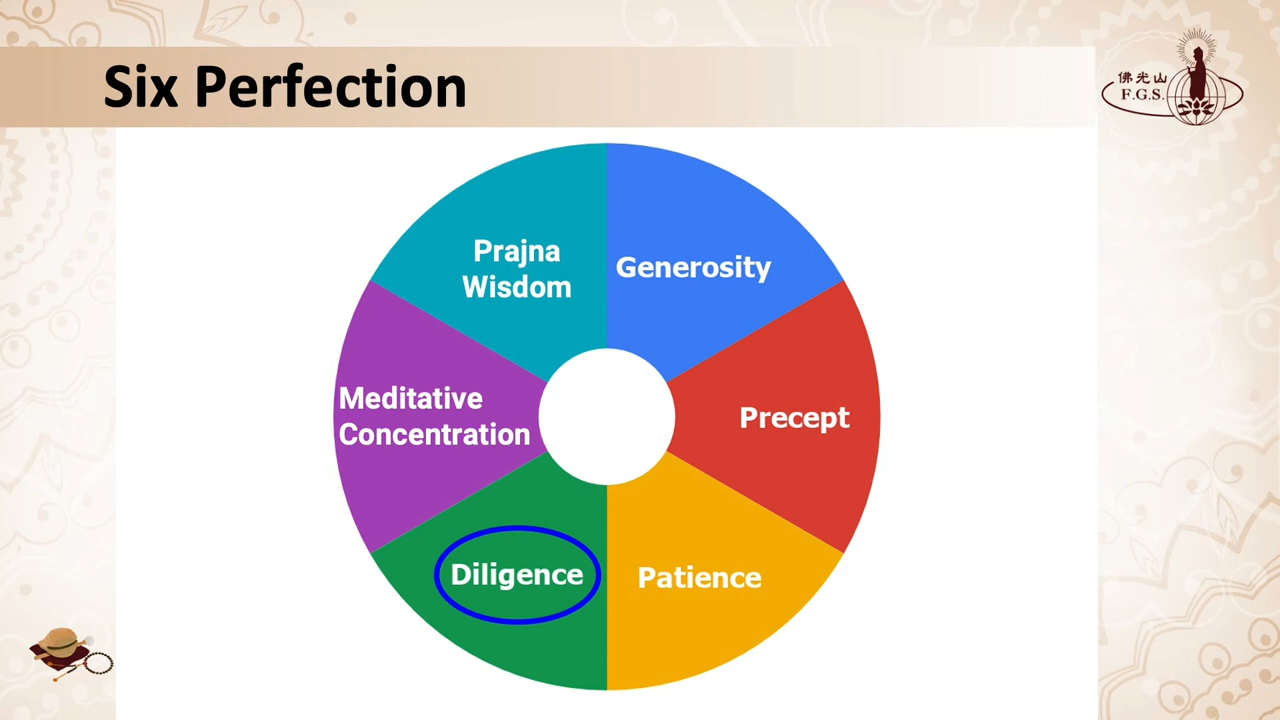 Six Perfection
佛光山
F.G.S.
Prajna
Wisdom
Generosity
Meditative
Concentration
Precept
Diligence
Patience